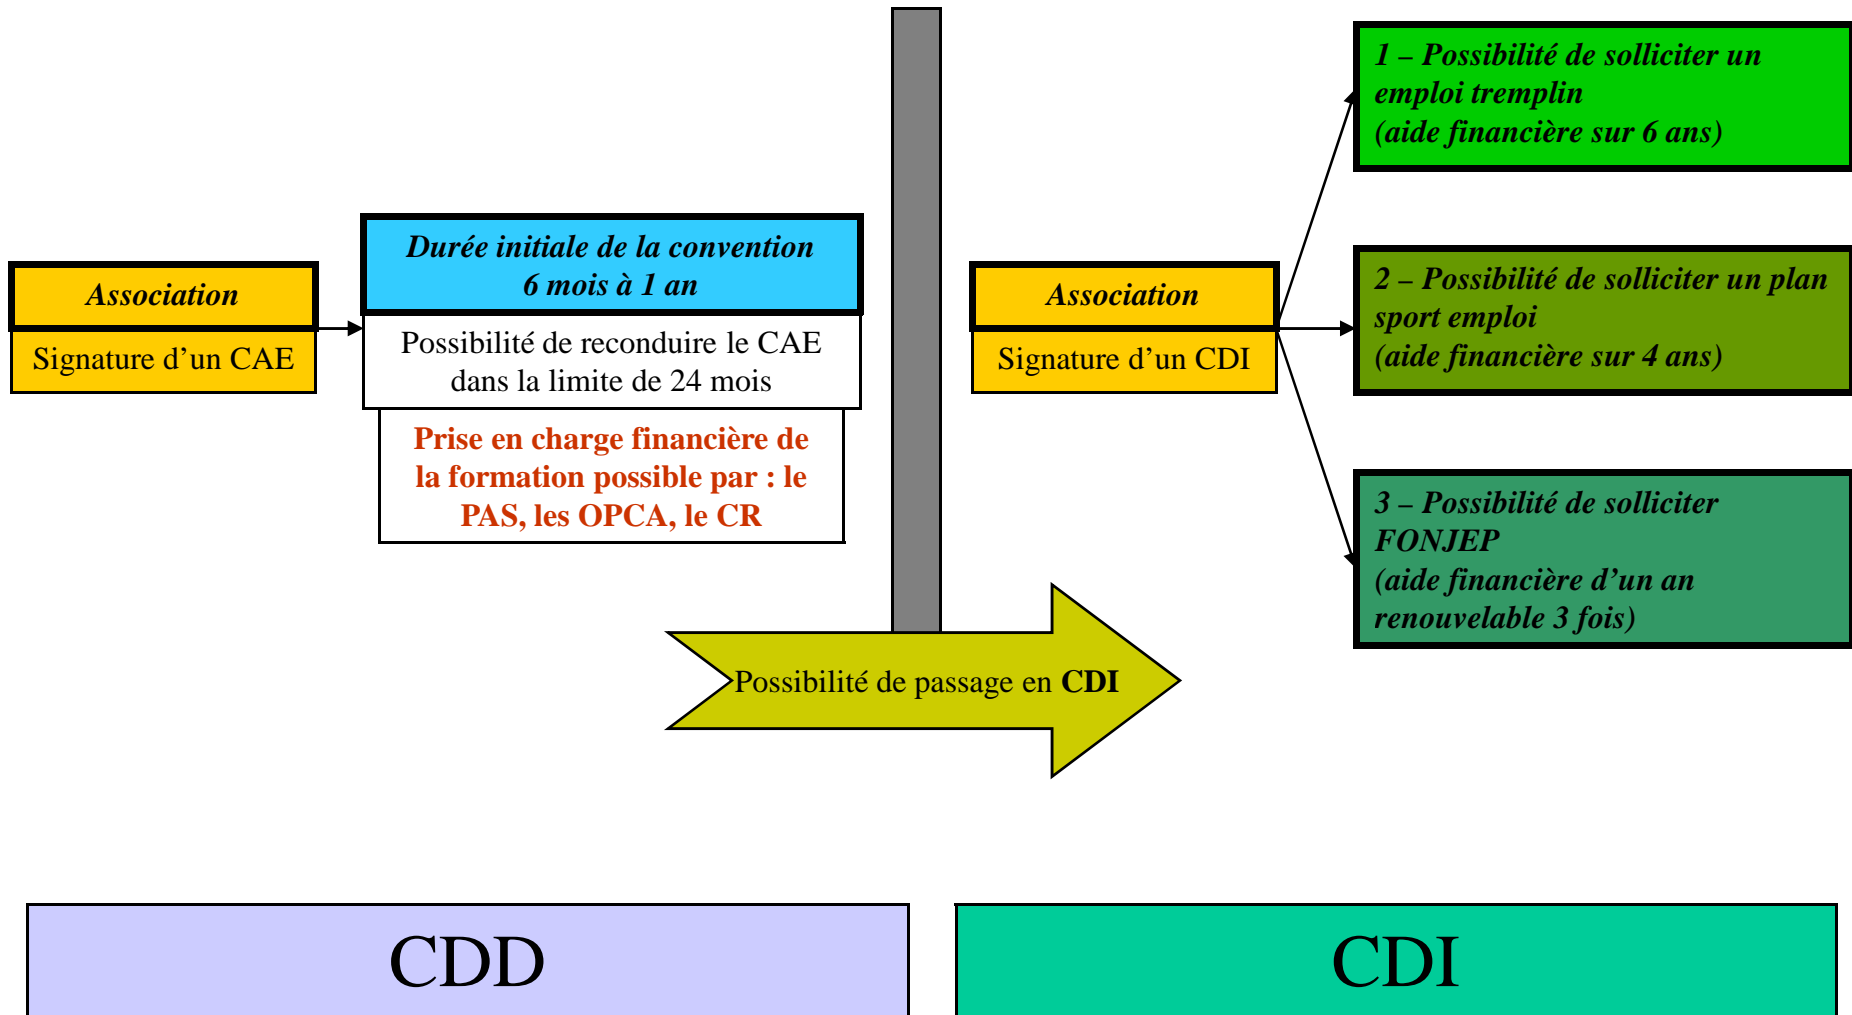 Association
Signature d’un CAE
Durée initiale de la convention
6 mois à 1 an
Possibilité de reconduire le CAE
dans la limite de 24 mois
Prise en charge financière de
la formation possible par : le
PAS, les OPCA, le CR
Possibilité de passage en CDI
Association
Signature d’un CDI
1 – Possibilité de solliciter un
emploi tremplin
(aide financière sur 6 ans)
2 – Possibilité de solliciter un plan
sport emploi
(aide financière sur 4 ans)
3 – Possibilité de solliciter
FONJEP
(aide financière d’un an
renouvelable 3 fois)
CDD
CDI